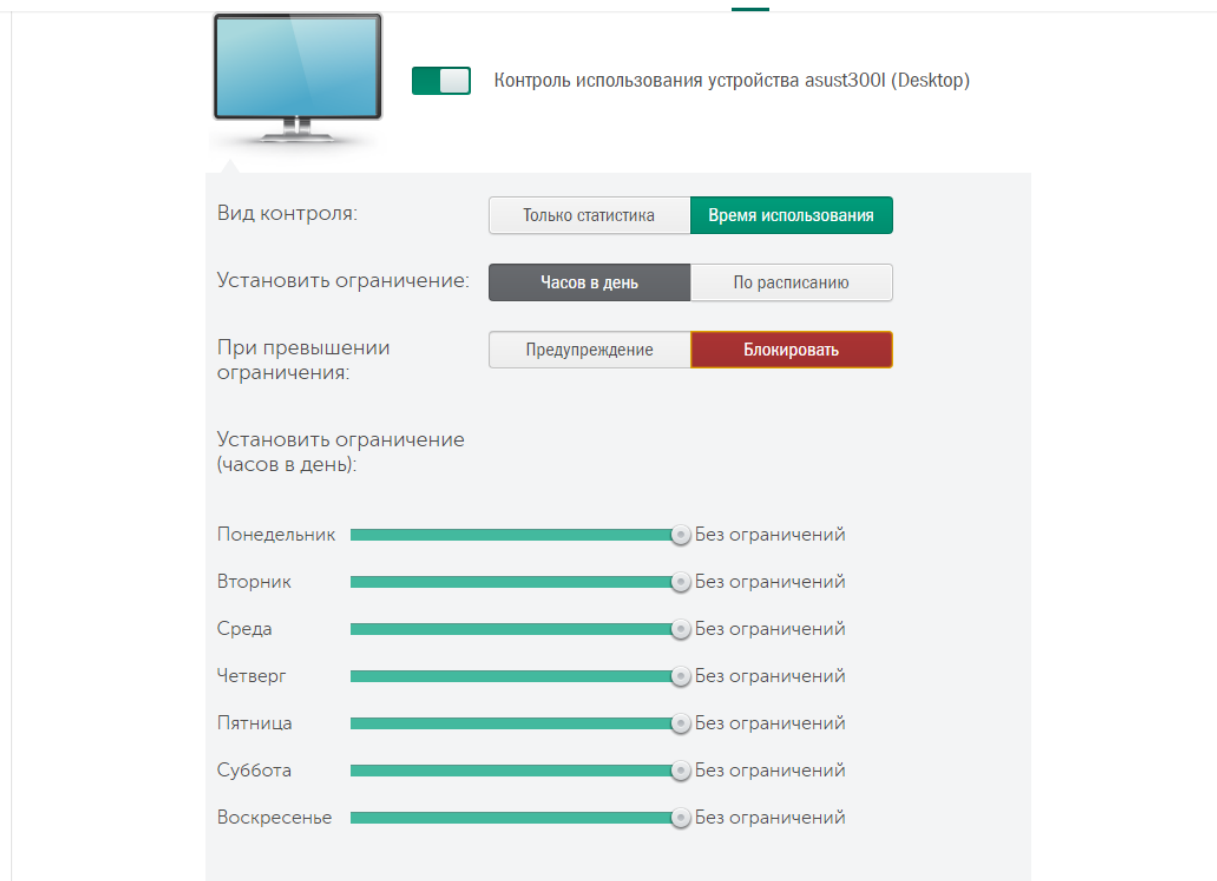 Контроль использования устройства asust300l (Desktop)
Вид контроля: Только статистика Время использования
Установить ограничение: Часов в день По расписанию
При превышении
ограничения: Предупреждение Блокировать
Установить ограничение
(часов в день):
Понедельник Без ограничений
Вторник Без ограничений
Среда Без ограничений
Четверг Без ограничений
Пятница Без ограничений
Суббота Без ограничений
Воскресенье Без ограничений